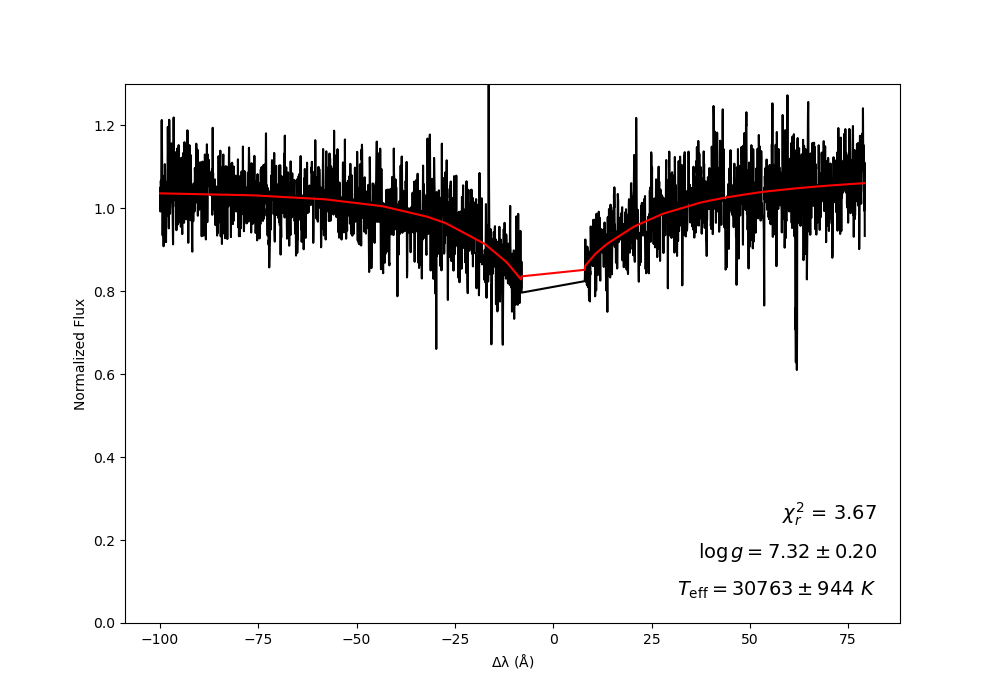 1.2
1.0
0.8
0.6
0.4
0.2
0.0
Normalized Flux
χ²ᵣ = 3.67
log g = 7.32 ± 0.20
T_eff = 30763 ± 944 K
−100 −75 −50 −25 0 25 50 75
Δλ (Å)